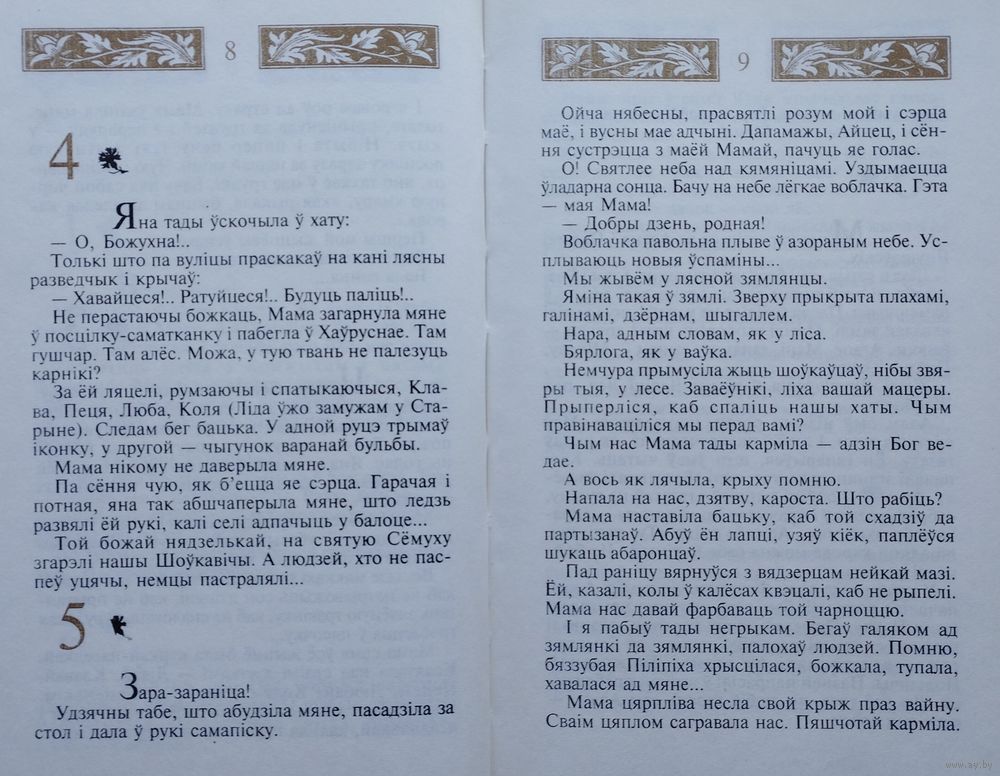 8
4
Яна тады ўскочыла ў хату:
— О, Божухна!..
Толькі што па вуліцы праскакаў на кані лясны
разведчык і крычаў:
— Хавайцеся!.. Ратуйцеся!.. Будуць паліць!..
Не перастаючы божкаць, Мама загарнула мяне
ў посцілку-саматканку і пабегла ў Хаўруснае. Там
гушчар. Там алёс. Можа, у тую твань не палезуць
карнікі?
За ёй ляцелі, румзаючы і спатыкаючыся, Кла-
ва, Пеця, Люба, Коля (Ліда ўжо замужам у Ста-
рыне). Следам бег бацька. У адной руцэ трымаў
іконку, у другой — чыгунок варанай бульбы.
Мама нікому не даверыла мяне.
Па сёння чую, як б'ецца яе сэрца. Гарачая і
потная, яна так абшчаперыла мяне, што ледзь
развялі ёй рукі, калі селі адпачыць у балоце...
Той божай нядзелькай, на святую Сёмуху
згарэлі нашы Шоўкавічы. А людзей, хто не пас-
пеў уцячы, немцы пастралялі...
5
Зара-зараніца!
Удзячны табе, што абудзіла мяне, пасадзіла за
стол і дала ў рукі самапіску.
9
Ойча нябесны, прасвятлі розум мой і сэрца
маё, і вусны мае адчыні. Дапамажы, Айцец, і сён-
ня сустрэцца з маёй Мамай, пачуць яе голас.
О! Святлее неба над кямяніцамі. Уздымаецца
ўладарна сонца. Бачу на небе лёгкае воблачка. Гэта
— мая Мама!
— Добры дзень, родная!
Воблачка павольна плыве ў азораным небе. Ус-
плываюць новыя ўспаміны...
Мы жывём у лясной зямлянцы.
Яміна такая ў зямлі. Зверху прыкрыта плахамі,
галінамі, дзёрнам, шыгаллем.
Нара, адным словам, як у ліса.
Бярлога, як у ваўка.
Немчура прымусіла жыць шоўкаўцаў, нібы звя-
ры тыя, у лесе. Заваёўнікі, ліха вашай мацеры.
Прыперліся, каб спаліць нашы хаты. Чым
правінаваціліся мы перад вамі?
Чым нас Мама тады карміла — адзін Бог ве-
дае.
А вось як лячыла, крыху помню.
Напала на нас, дзятву, кароста. Што рабіць?
Мама наставіла бацьку, каб той схадзіў да
партызанаў. Абуў ён лапці, узяў кіёк, паплёўся
шукаць абаронцаў.
Пад раніцу вярнуўся з вядзерцам нейкай мазі.
Ёй, казалі, колы ў калёсах квэцалі, каб не рыпелі.
Мама нас давай фарбаваць той чарноццю.
І я пабыў тады негрыкам. Бегаў галяком ад
зямлянкі да зямлянкі, палохаў людзей. Помню,
бяззубая Піліпіха хрысцілася, божкала, тупала,
хавалася ад мяне...
Мама цярпліва несла свой крыж праз вайну.
Сваім цяплом сагравала нас. Пяшчотай карміла.
www.ay.by